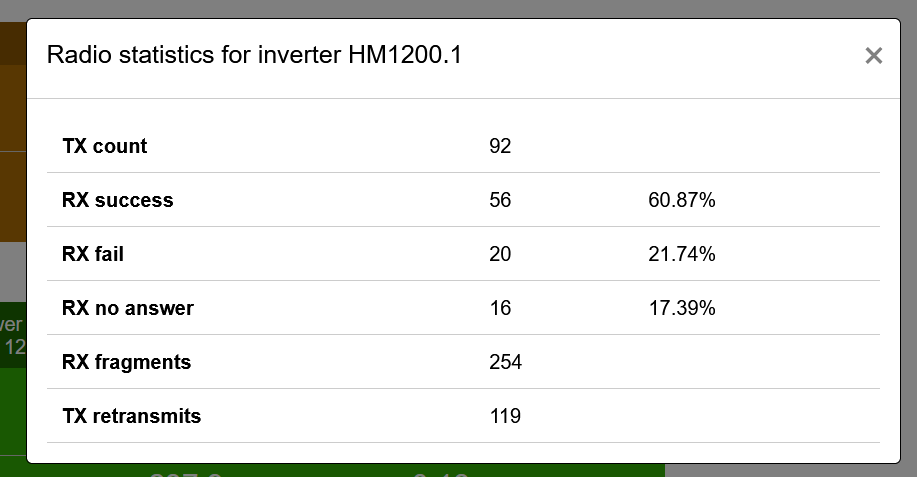 Radio statistics for inverter HM1200.1 ×
TX count 92
RX success 56 60.87%
RX fail 20 21.74%
RX no answer 16 17.39%
RX fragments 254
TX retransmits 119
12